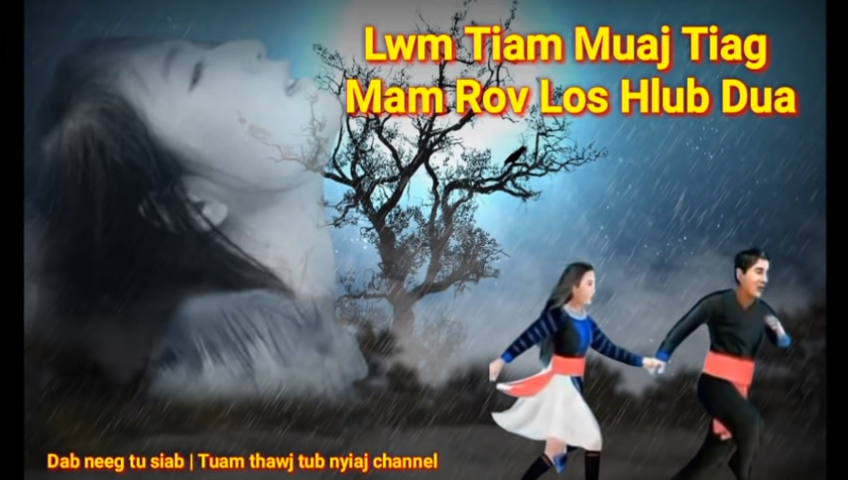 Lwm Tiam Muaj Tiag
Mam Rov Los Hlub Dua
Dab neeg tu siab | Tuam thawj tub nyiaj channel